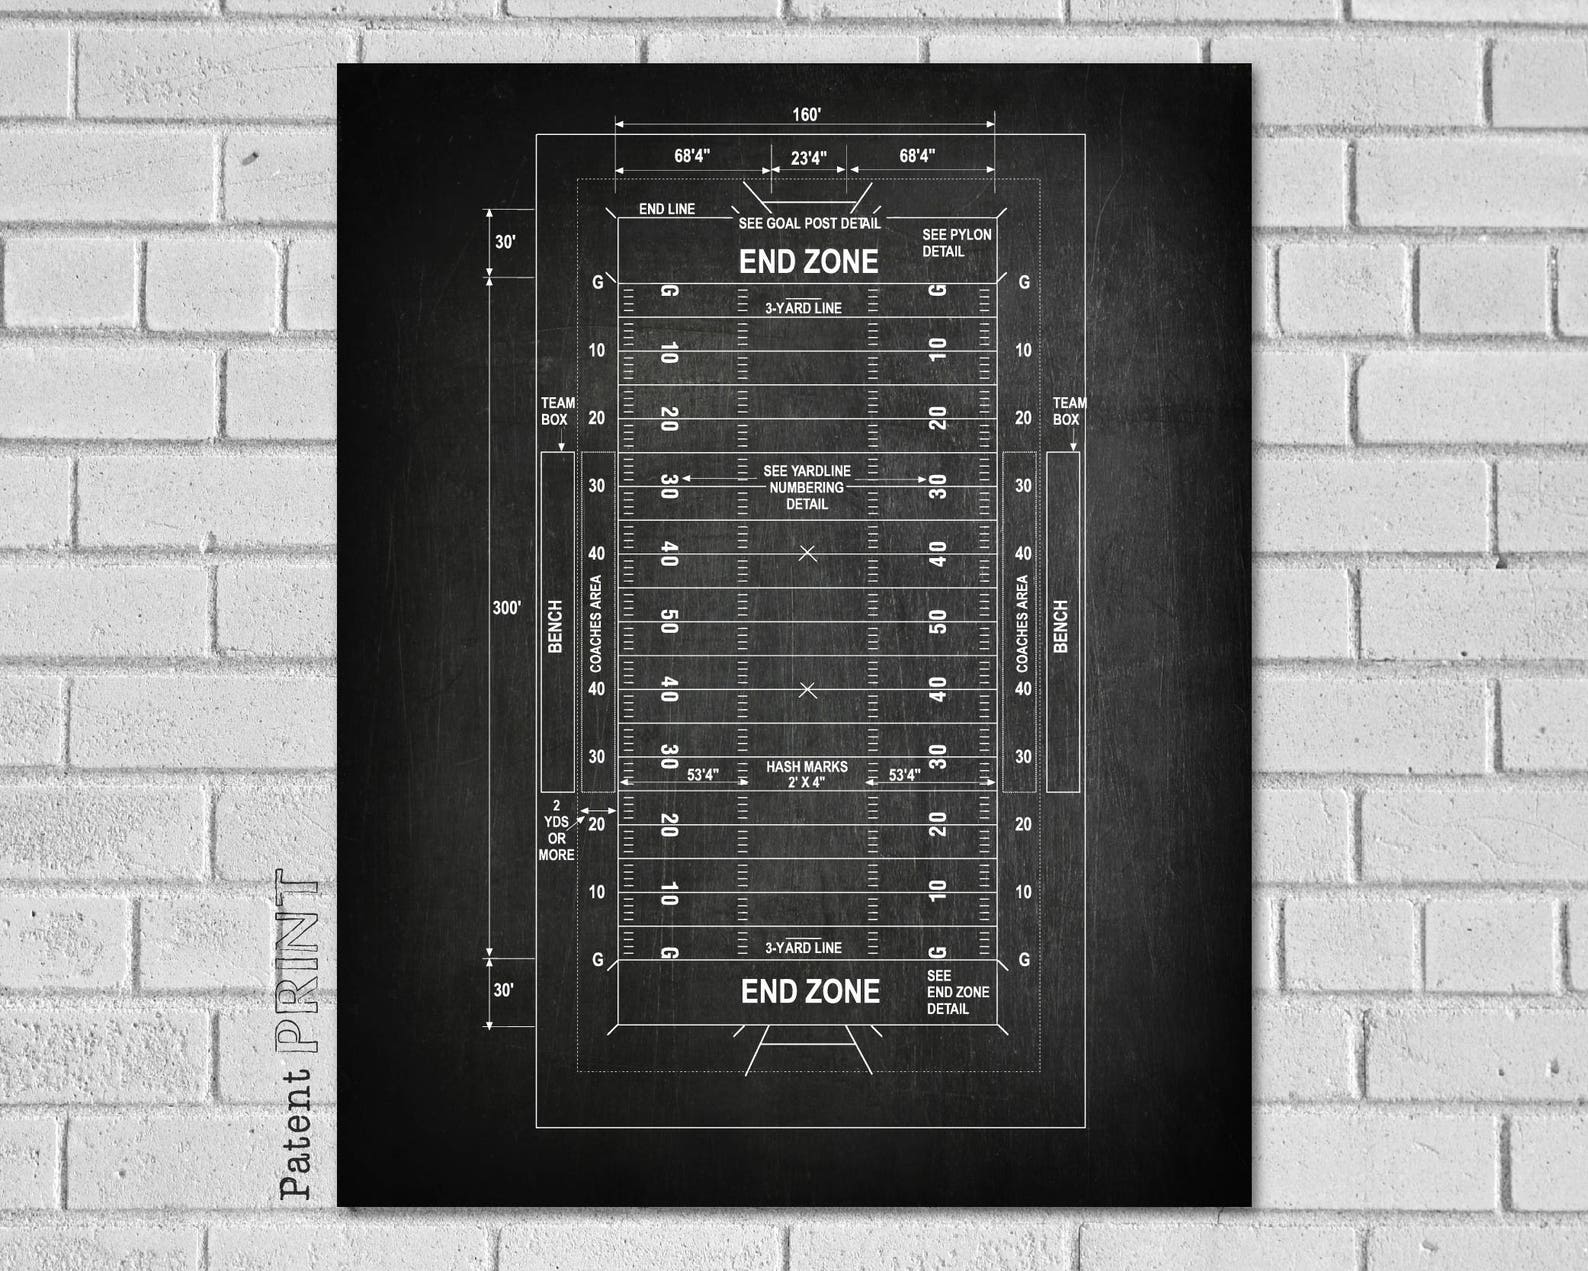 160'
68'4"
23'4"
68'4"
END LINE
SEE GOAL POST DETAIL
SEE PYLON
DETAIL
30'
END ZONE
G
G
G
G
3-YARD LINE
10
10
10
10
TEAM
BOX
TEAM
BOX
20
20
20
20
SEE YARDLINE
NUMBERING
DETAIL
30
30
30
30
40
40
40
40
300'
BENCH
COACHES AREA
50
50
COACHES AREA
BENCH
40
40
40
40
30
30
30
30
53'4"
HASH MARKS
2' X 4"
53'4"
2
YDS
OR
MORE
20
20
20
20
10
10
10
10
3-YARD LINE
G
G
G
G
30'
END ZONE
SEE
END ZONE
DETAIL
Patent PRINT